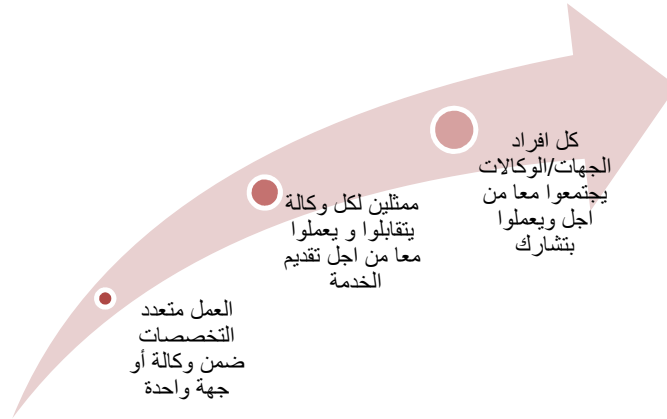 العمل متعدد
التخصصات
ضمن وكالة أو
جهة واحدة
ممثلين لكل وكالة
يتقابلوا و يعملوا
معا من اجل تقديم
الخدمة
كل افراد
الجهات/الوكالات
يجتمعوا معا من
اجل ويعملوا
بتشارك